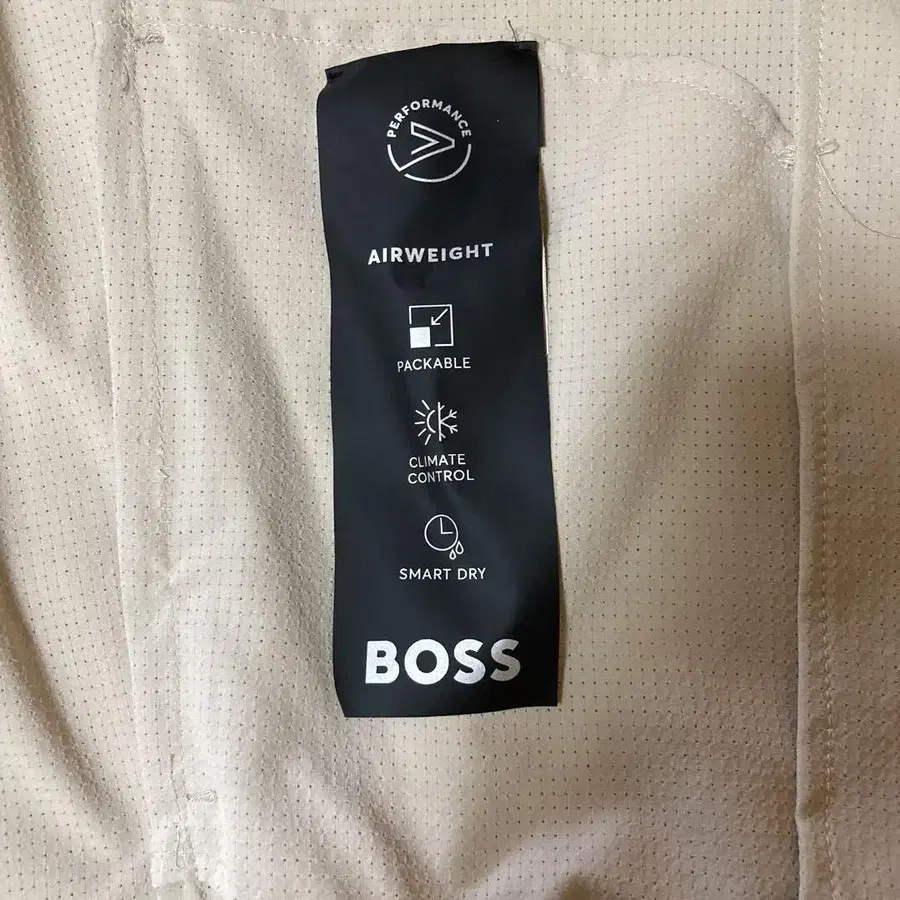 PERFORMANCE
AIRWEIGHT
PACKABLE
CLIMATE
CONTROL
SMART DRY
BOSS